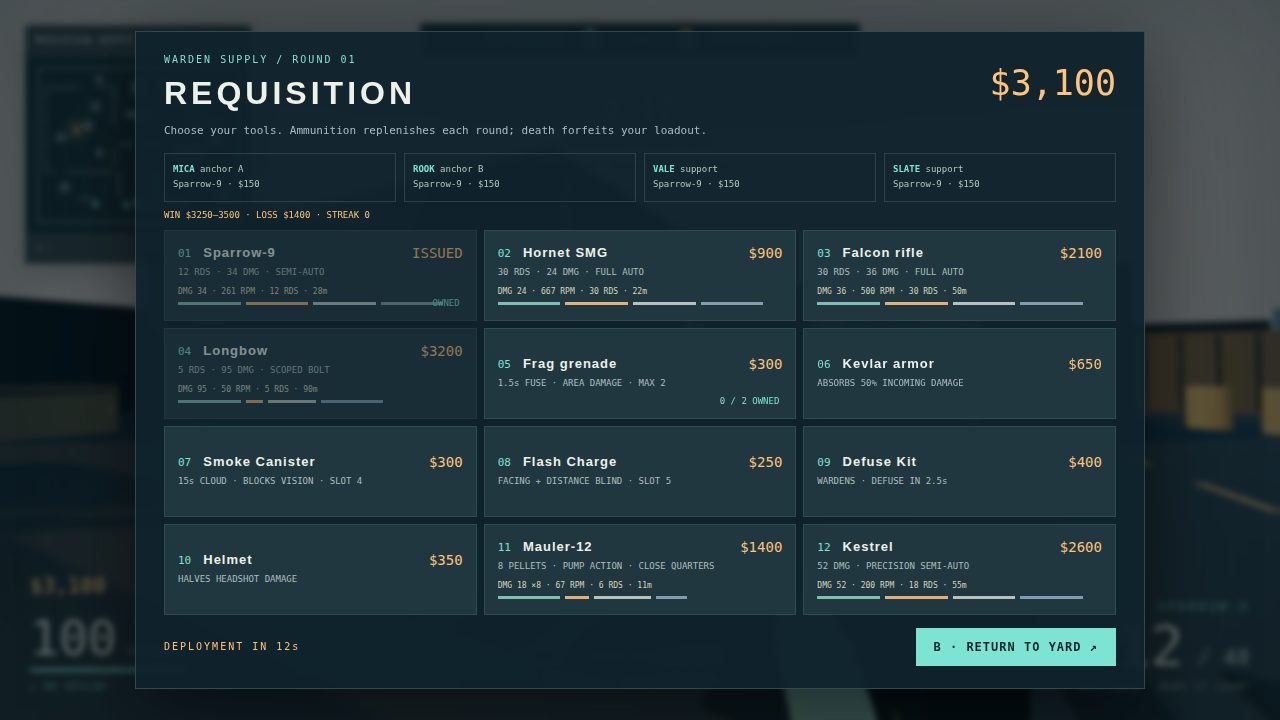 WARDEN SUPPLY / ROUND 01
REQUISITION
$3,100
Choose your tools. Ammunition replenishes each round; death forfeits your loadout.
MICA anchor A
Sparrow-9 · $150
ROOK anchor B
Sparrow-9 · $150
VALE support
Sparrow-9 · $150
SLATE support
Sparrow-9 · $150
WIN $3250–3500 · LOSS $1400 · STREAK 0
01 Sparrow-9 ISSUED
12 RDS · 34 DMG · SEMI-AUTO
DMG 34 · 261 RPM · 12 RDS · 28m
OWNED
02 Hornet SMG $900
30 RDS · 24 DMG · FULL AUTO
DMG 24 · 667 RPM · 30 RDS · 22m
03 Falcon rifle $2100
30 RDS · 36 DMG · FULL AUTO
DMG 36 · 500 RPM · 30 RDS · 50m
04 Longbow $3200
5 RDS · 95 DMG · SCOPED BOLT
DMG 95 · 50 RPM · 5 RDS · 90m
05 Frag grenade $300
1.5s FUSE · AREA DAMAGE · MAX 2
0 / 2 OWNED
06 Kevlar armor $650
ABSORBS 50% INCOMING DAMAGE
07 Smoke Canister $300
15s CLOUD · BLOCKS VISION · SLOT 4
08 Flash Charge $250
FACING + DISTANCE BLIND · SLOT 5
09 Defuse Kit $400
WARDENS · DEFUSE IN 2.5s
10 Helmet $350
HALVES HEADSHOT DAMAGE
11 Mauler-12 $1400
8 PELLETS · PUMP ACTION · CLOSE QUARTERS
DMG 18 ×8 · 67 RPM · 6 RDS · 11m
12 Kestrel $2600
52 DMG · PRECISION SEMI-AUTO
DMG 52 · 200 RPM · 18 RDS · 55m
$3,100
100
2 / 48
DEPLOYMENT IN 12s
B · RETURN TO YARD ↗